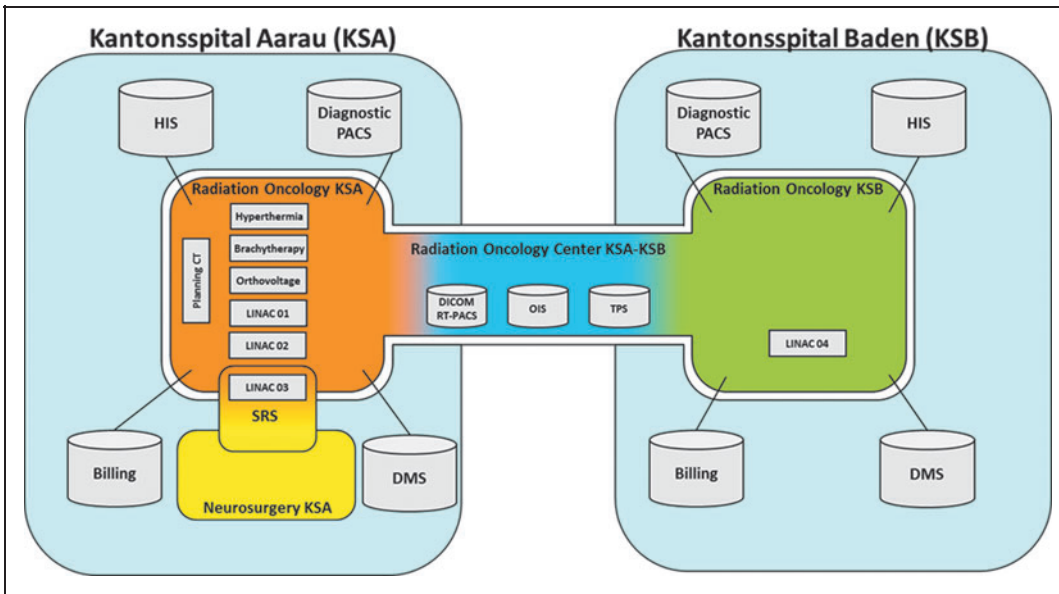 Kantonsspital Aarau (KSA)
Kantonsspital Baden (KSB)
HIS
Diagnostic
PACS
Diagnostic
PACS
HIS
Radiation Oncology KSA
Radiation Oncology KSB
Hyperthermia
Planning CT
Brachytherapy
Orthovoltage
LINAC 01
LINAC 02
LINAC 03
SRS
Radiation Oncology Center KSA-KSB
DICOM
RT-PACS
OIS
TPS
LINAC 04
Billing
DMS
Neurosurgery KSA
Billing
DMS